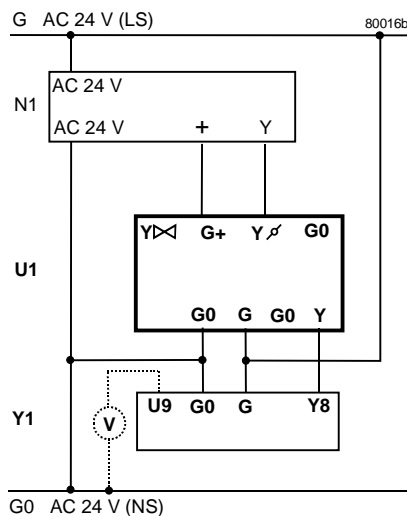 G AC 24 V (LS)
80016b
AC 24 V
N1
AC 24 V + Y
Y G+ Y G0
U1
G0 G G0 Y
U9 G0 G Y8
Y1
V
G0 AC 24 V (NS)